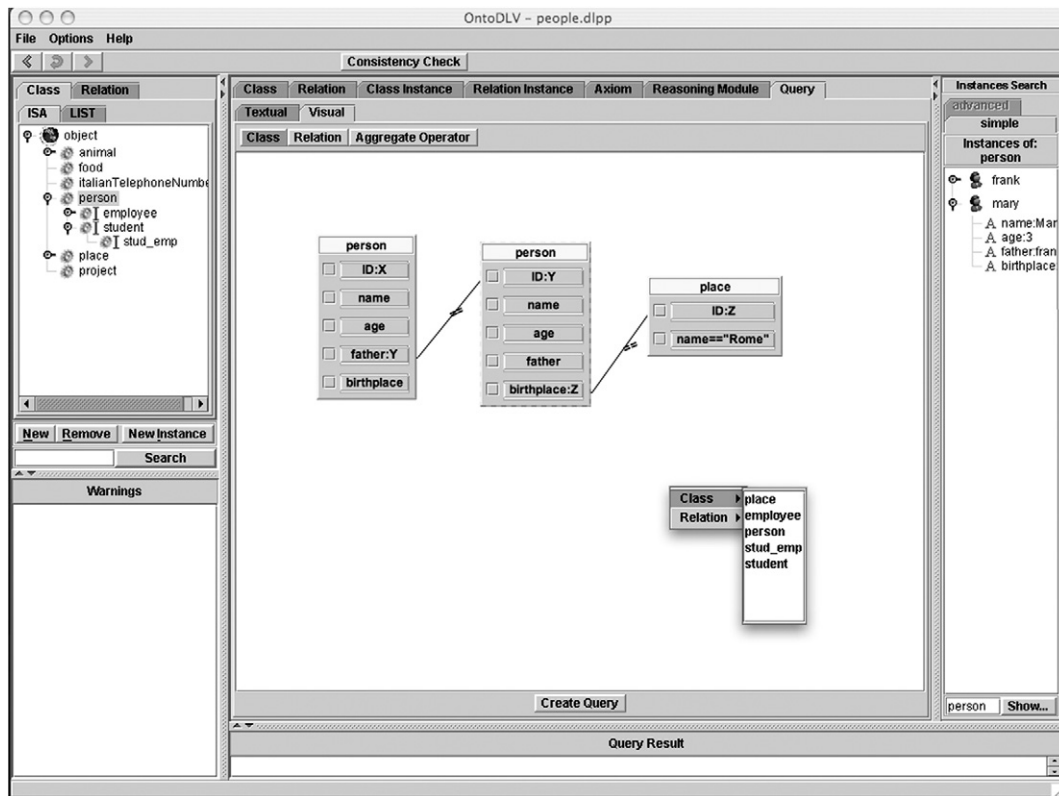 OntoDLV – people.dlpp
File Options Help
Consistency Check
Class Relation
ISA LIST
object
animal
food
italianTelephoneNumbe
person
employee
student
stud_emp
place
project
New Remove New Instance
Search
Warnings
Class Relation Class Instance Relation Instance Axiom Reasoning Module Query
Textual Visual
Class Relation Aggregate Operator
person
ID:X
name
age
father:Y
birthplace
person
ID:Y
name
age
father
birthplace:Z
place
ID:Z
name=="Rome"
Class
Relation
place
employee
person
stud_emp
student
Create Query
Query Result
Instances Search
advanced
simple
Instances of:
person
frank
mary
A name:Mar
A age:3
A father:fran
A birthplace
person Show...